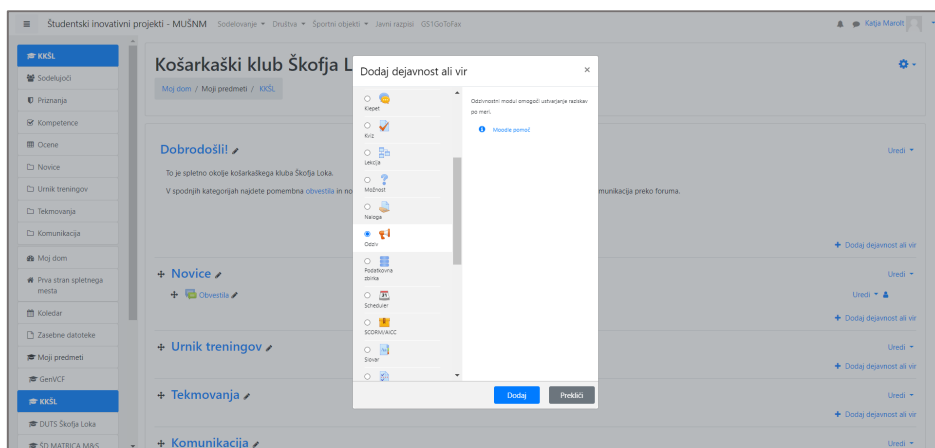 Študentski inovativni projekti - MUŠNM Sodelovanje Društva Športni objekti Javni razpisi GS1GoToFax
Katja Marolt
KKŠL
Sodelujoči
Priznanja
Kompetence
Ocene
Novice
Urnik treningov
Tekmovanja
Komunikacija
Moj dom
Prva stran spletnega
mesta
Koledar
Zasebne datoteke
Moji predmeti
GenVCF
KKŠL
DUTS Škofja Loka
ŠD MATRICA M&S
Košarkaški klub Škofja L
Moj dom / Moji predmeti / KKŠL
Dobrodošli!
Uredi
To je spletno okolje košarkaškega kluba Škofja Loka.
V spodnjih kategorijah najdete pomembna obvestila in no
munikacija preko foruma.
Dodaj dejavnost ali vir
Novice
Uredi
Obvestila
Uredi
Dodaj dejavnost ali vir
Urnik treningov
Uredi
Dodaj dejavnost ali vir
Tekmovanja
Uredi
Dodaj dejavnost ali vir
Komunikacija
Uredi
Dodaj dejavnost ali vir
×
Klepet
Kviz
Lekcija
Možnost
Naloga
Odziv
Podatkovna
zbirka
Scheduler
SCORM/AICC
Slovar
Odzivnostni modul omogoči ustvarjanje raziskav
po meri.
Moodle pomoč
Dodaj
Prekliči